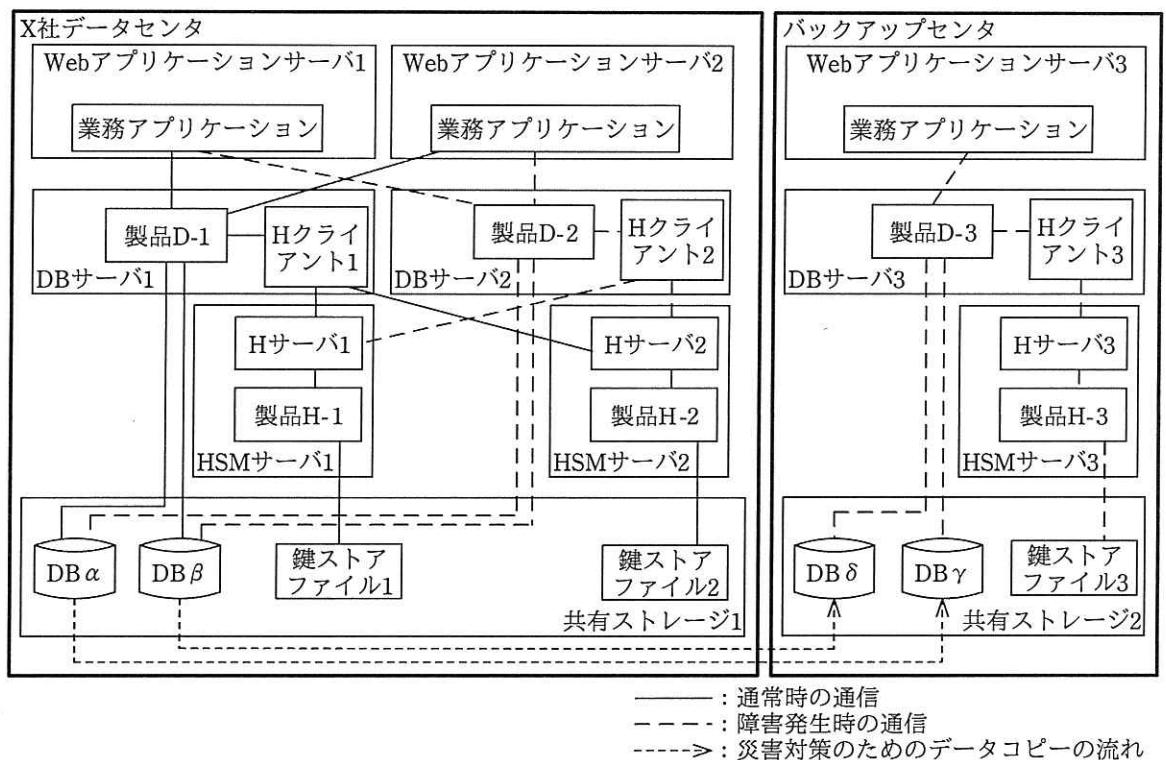 X社データセンタ
バックアップセンタ
Webアプリケーションサーバ1
Webアプリケーションサーバ2
Webアプリケーションサーバ3
業務アプリケーション
業務アプリケーション
業務アプリケーション
製品D-1
Hクライ
アント1
DBサーバ1
製品D-2
Hクライ
アント2
DBサーバ2
製品D-3
Hクライ
アント3
DBサーバ3
Hサーバ1
製品H-1
HSMサーバ1
Hサーバ2
製品H-2
HSMサーバ2
Hサーバ3
製品H-3
HSMサーバ3
DBα
DBβ
鍵ストア
ファイル1
鍵ストア
ファイル2
共有ストレージ1
DBδ
DBγ
鍵ストア
ファイル3
共有ストレージ2
：通常時の通信
：障害発生時の通信
：災害対策のためのデータコピーの流れ